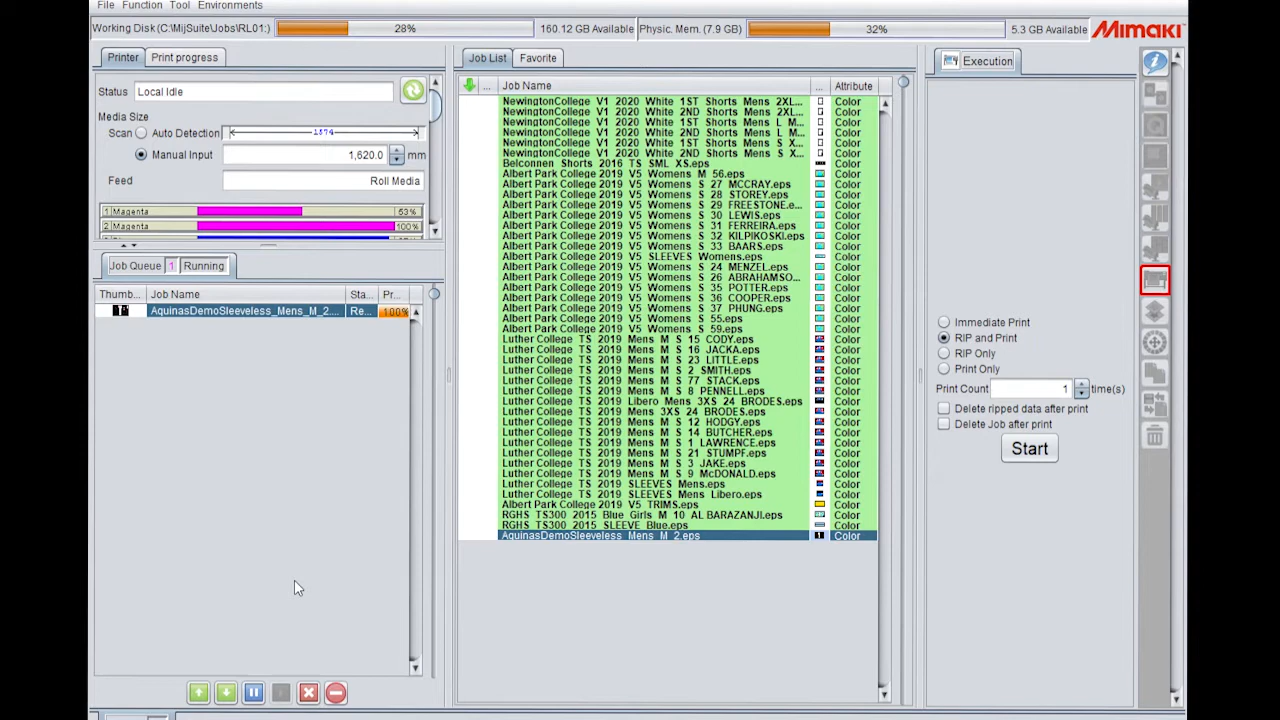 File Function Tool Environments
Working Disk (C:\MijSuite\Jobs\RL01:) 28% 160.12 GB Available Physic. Mem. (7.9 GB) 32% 5.3 GB Available Mimaki
Printer Print progress
Status Local Idle
Media Size
Scan Auto Detection 1574
Manual Input 1,620.0 mm
Feed Roll Media
1 Magenta 53%
2 Magenta 100%
Job Queue 1 Running
Thumb... Job Name Sta... Pr...
AquinasDemoSleeveless_Mens_M_2.... Re... 100%
Job List Favorite
... Job Name ... Attribute
NewingtonCollege V1 2020 White 1ST Shorts Mens 2XL... Color
NewingtonCollege V1 2020 White 2ND Shorts Mens 2XL... Color
NewingtonCollege V1 2020 White 2ND Shorts Mens L M... Color
NewingtonCollege V1 2020 White 1ST Shorts Mens S X... Color
NewingtonCollege V1 2020 White 2ND Shorts Mens S X... Color
Belconnen Shorts 2016 TS SML XS.eps Color
Albert Park College 2019 V5 Womens M 56.eps Color
Albert Park College 2019 V5 Womens S 27 MCCRAY.eps Color
Albert Park College 2019 V5 Womens S 28 STOREY.eps Color
Albert Park College 2019 V5 Womens S 29 FREESTONE.e... Color
Albert Park College 2019 V5 Womens S 30 LEWIS.eps Color
Albert Park College 2019 V5 Womens S 31 FERREIRA.eps Color
Albert Park College 2019 V5 Womens S 32 KILPIKOSKI.eps Color
Albert Park College 2019 V5 Womens S 33 BAARS.eps Color
Albert Park College 2019 V5 SLEEVES Womens.eps Color
Albert Park College 2019 V5 Womens S 24 MENZEL.eps Color
Albert Park College 2019 V5 Womens S 26 ABRAHAMSO... Color
Albert Park College 2019 V5 Womens S 35 POTTER.eps Color
Albert Park College 2019 V5 Womens S 36 COOPER.eps Color
Albert Park College 2019 V5 Womens S 37 PHUNG.eps Color
Albert Park College 2019 V5 Womens S 55.eps Color
Albert Park College 2019 V5 Womens S 59.eps Color
Luther College TS 2019 Mens M S 15 CODY.eps Color
Luther College TS 2019 Mens M S 16 JACKA.eps Color
Luther College TS 2019 Mens M S 23 LITTLE.eps Color
Luther College TS 2019 Mens M S 2 SMITH.eps Color
Luther College TS 2019 Mens M S 77 STACK.eps Color
Luther College TS 2019 Mens M S 8 PENNELL.eps Color
Luther College TS 2019 Libero Mens 3XS 24 BRODES.eps Color
Luther College TS 2019 Mens 3XS 24 BRODES.eps Color
Luther College TS 2019 Mens M S 12 HODGY.eps Color
Luther College TS 2019 Mens M S 14 BUTCHER.eps Color
Luther College TS 2019 Mens M S 1 LAWRENCE.eps Color
Luther College TS 2019 Mens M S 21 STUMPF.eps Color
Luther College TS 2019 Mens M S 3 JAKE.eps Color
Luther College TS 2019 Mens M S 9 McDONALD.eps Color
Luther College TS 2019 SLEEVES Mens.eps Color
Luther College TS 2019 SLEEVES Mens Libero.eps Color
Albert Park College 2019 V5 TRIMS.eps Color
RGHS TS300 2015 Blue Girls M 10 AL BARAZANJI.eps Color
RGHS TS300 2015 SLEEVE Blue.eps Color
AquinasDemoSleeveless Mens M 2.eps Color
Execution
Immediate Print
RIP and Print
RIP Only
Print Only
Print Count 1 time(s)
Delete ripped data after print
Delete Job after print
Start